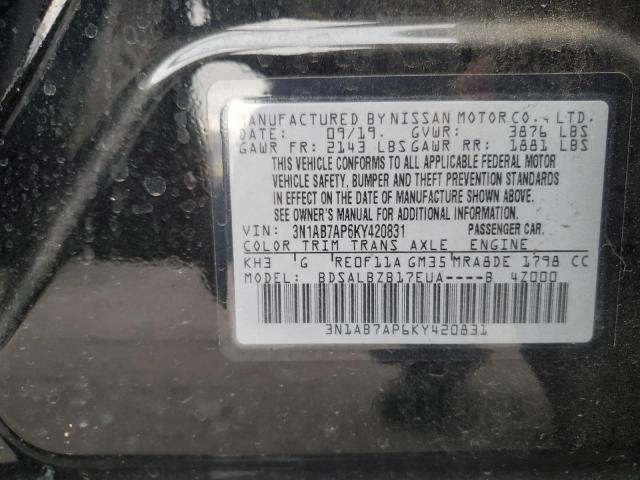 MANUFACTURED BY NISSAN MOTOR CO., LTD.
DATE: 09/19. GVWR: 3876 LBS
GAWR FR: 2143 LBS GAWR RR: 1881 LBS
THIS VEHICLE CONFORMS TO ALL APPLICABLE FEDERAL MOTOR
VEHICLE SAFETY, BUMPER AND THEFT PREVENTION STANDARDS
IN EFFECT ON THE DATE OF MANUFACTURE SHOWN ABOVE.
SEE OWNER'S MANUAL FOR ADDITIONAL INFORMATION.
VIN: 3N1AB7AP6KY420831 PASSENGER CAR.
COLOR TRIM TRANS AXLE ENGINE
KH3 G RE0F11A GM35 MRA8DE 1798 CC
MODEL: BDSALBZB17EUA----B 4Z000
3N1AB7AP6KY420831